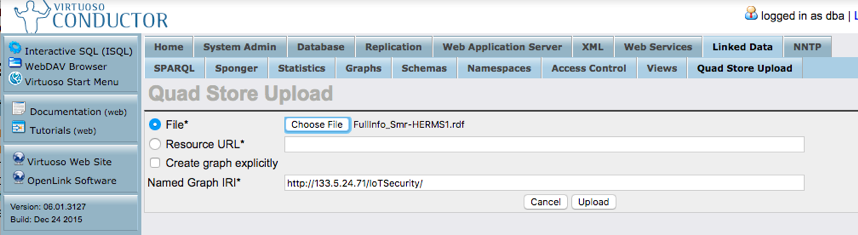 VIRTUOSO
CONDUCTOR
logged in as dba | L
Interactive SQL (ISQL)
WebDAV Browser
Virtuoso Start Menu
Documentation (web)
Tutorials (web)
Virtuoso Web Site
OpenLink Software
Version: 06.01.3127
Build: Dec 24 2015
Home System Admin Database Replication Web Application Server XML Web Services Linked Data NNTP
SPARQL Sponger Statistics Graphs Schemas Namespaces Access Control Views Quad Store Upload
Quad Store Upload
File* Choose File FullInfo_Smr-HERMS1.rdf
Resource URL*
Create graph explicitly
Named Graph IRI* http://133.5.24.71/IoTSecurity/
Cancel Upload